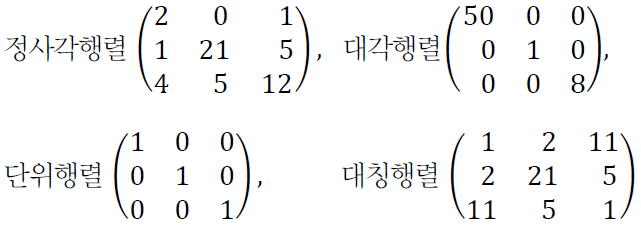 정사각행렬 (2 0 1
1 21 5
4 5 12), 대각행렬 (50 0 0
0 1 0
0 0 8),
단위행렬 (1 0 0
0 1 0
0 0 1), 대칭행렬 (1 2 11
2 21 5
11 5 1)